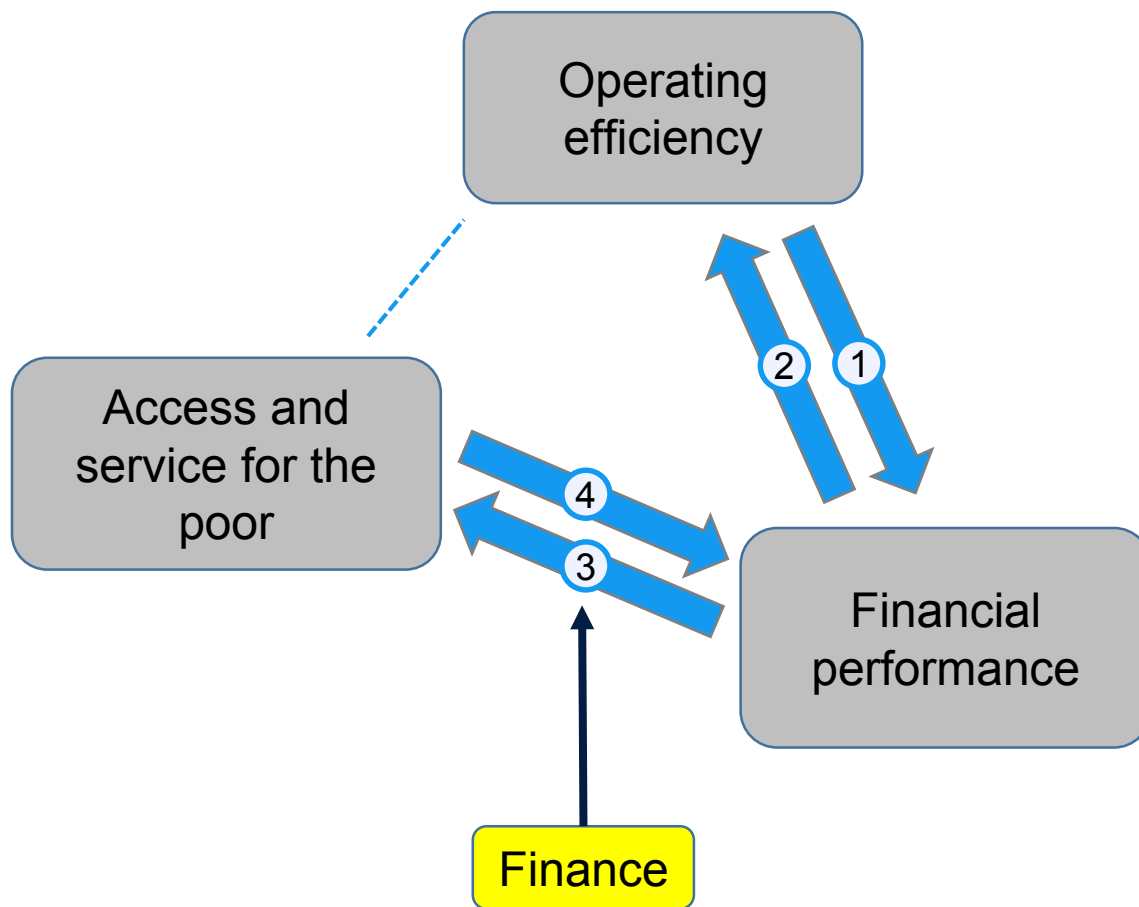 Operating
efficiency
2
1
Access and
service for the
poor
4
3
Financial
performance
Finance